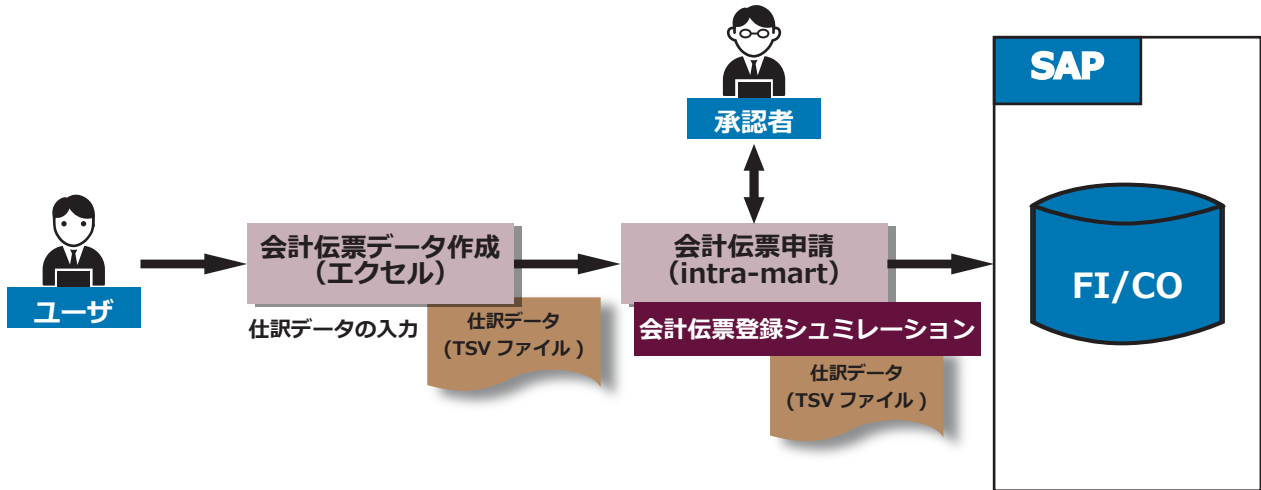 SAP
承認者
会計伝票データ作成
（エクセル）
会計伝票申請
（intra-mart）
FI/CO
ユーザ
仕訳データの入力
仕訳データ
(TSV ファイル )
会計伝票登録シュミレーション
仕訳データ
(TSV ファイル )